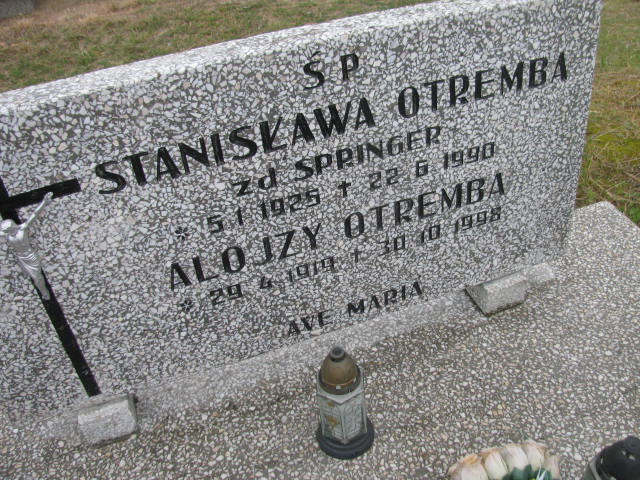 Ś P
STANISŁAWA OTREMBA
zd SPRINGER
* 5 1 1925 + 22 6 1990
ALOJZY OTREMBA
* 29 4 1919 + 30 10 1998
AVE MARIA